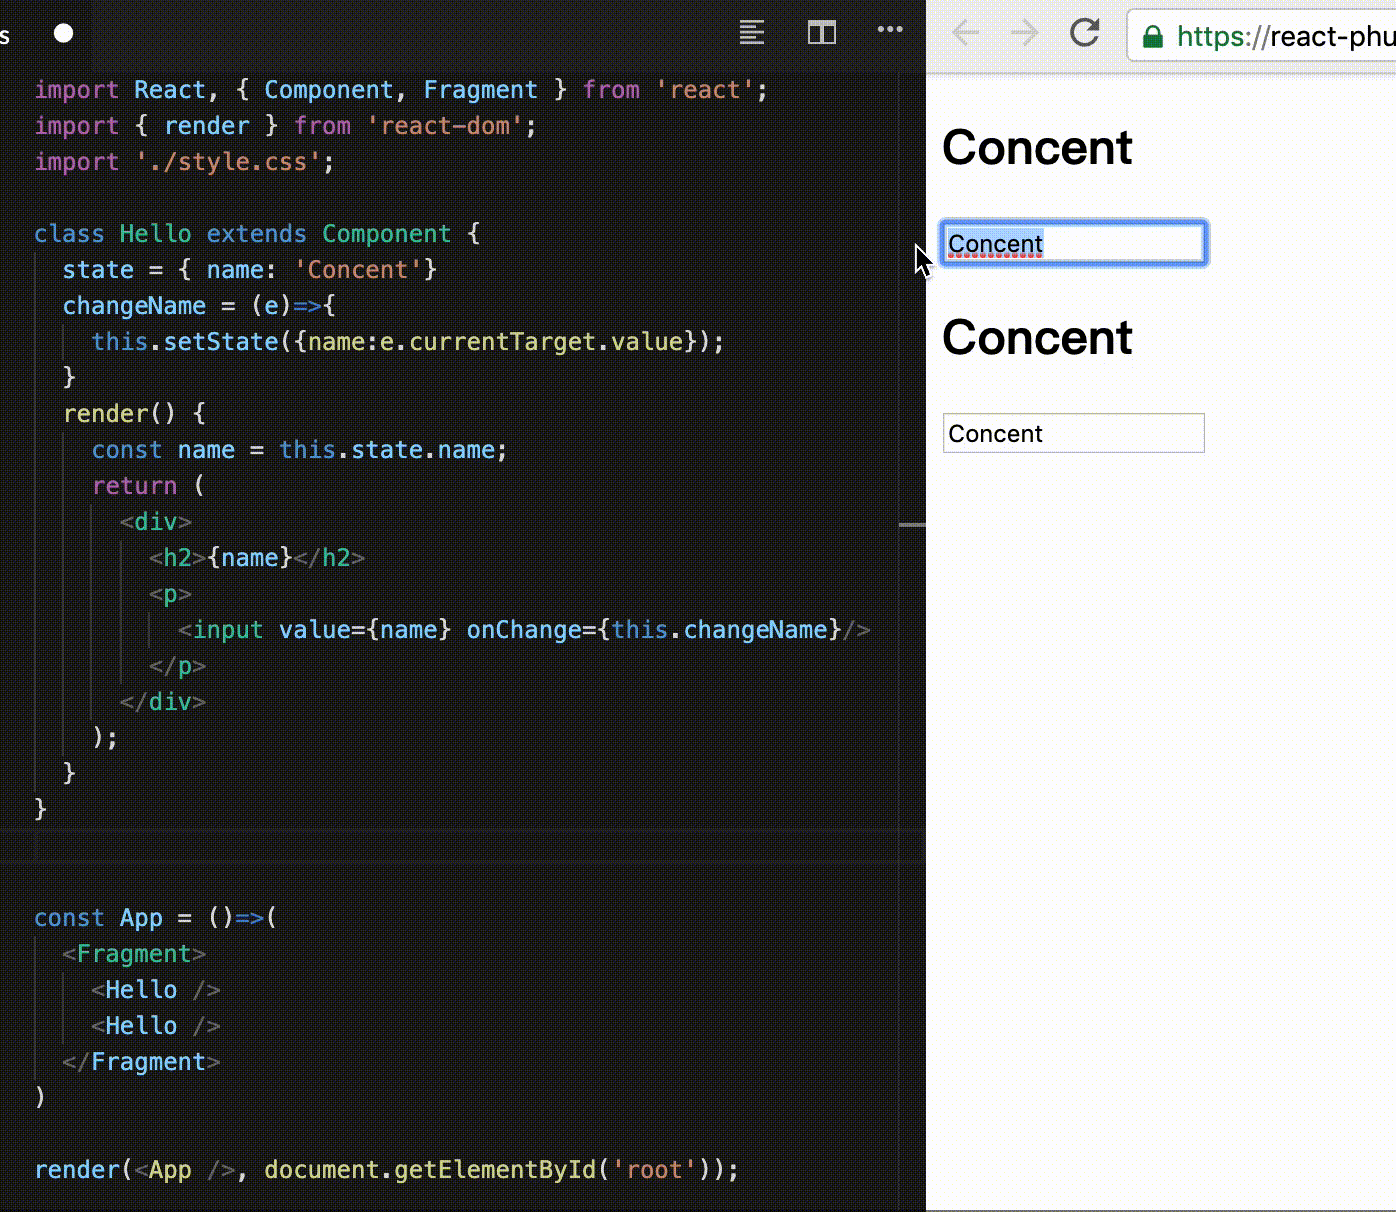 s
import React, { Component, Fragment } from 'react';
import { render } from 'react-dom';
import './style.css';
class Hello extends Component {
state = { name: 'Concent'}
changeName = (e)=>{
this.setState({name:e.currentTarget.value});
}
render() {
const name = this.state.name;
return (
<div>
<h2>{name}</h2>
<p>
<input value={name} onChange={this.changeName}/>
</p>
</div>
);
}
}
const App = ()=>(
<Fragment>
<Hello />
<Hello />
</Fragment>
)
render(<App />, document.getElementById('root'));
https://react-phu
Concent
Concent
Concent
Concent